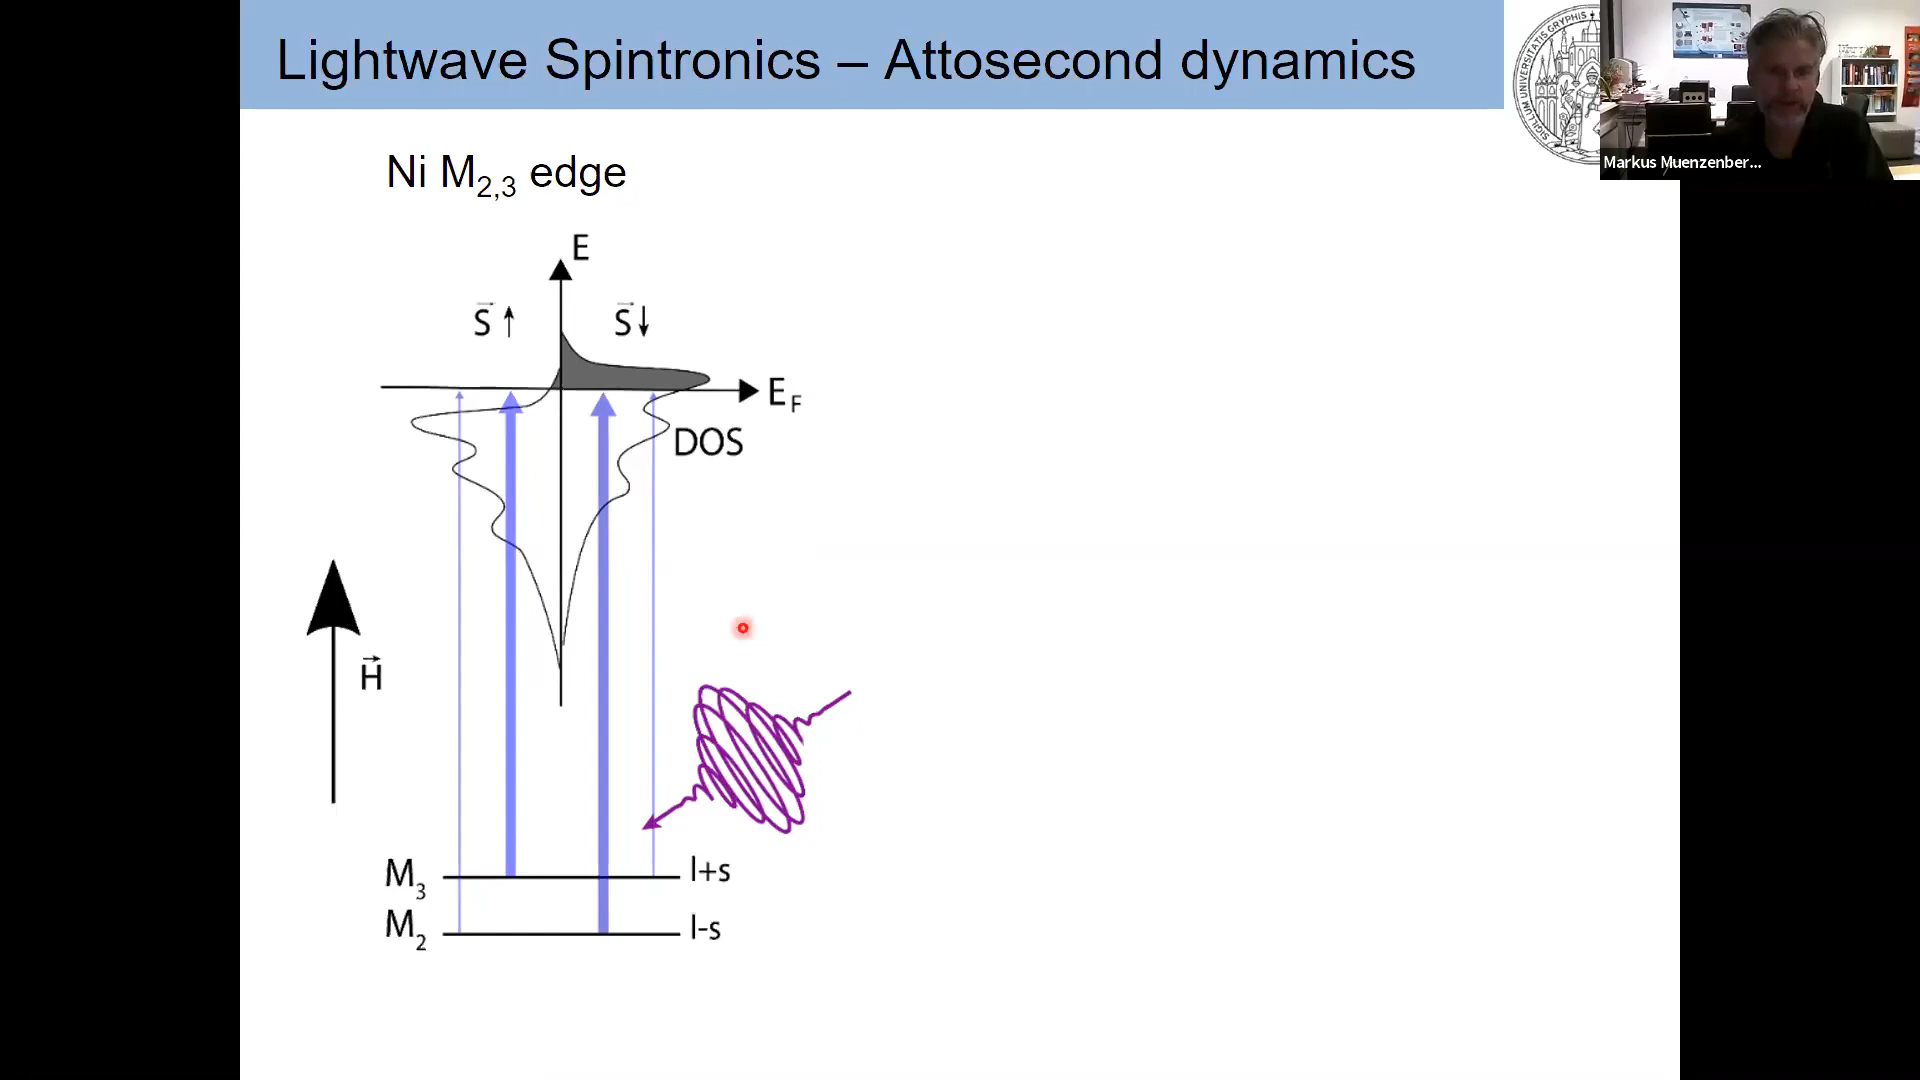 Lightwave Spintronics – Attosecond dynamics
Markus Muenzenber...
Ni M2,3 edge
E
S↑ S↓
EF
DOS
H
M3 l+s
M2 l-s